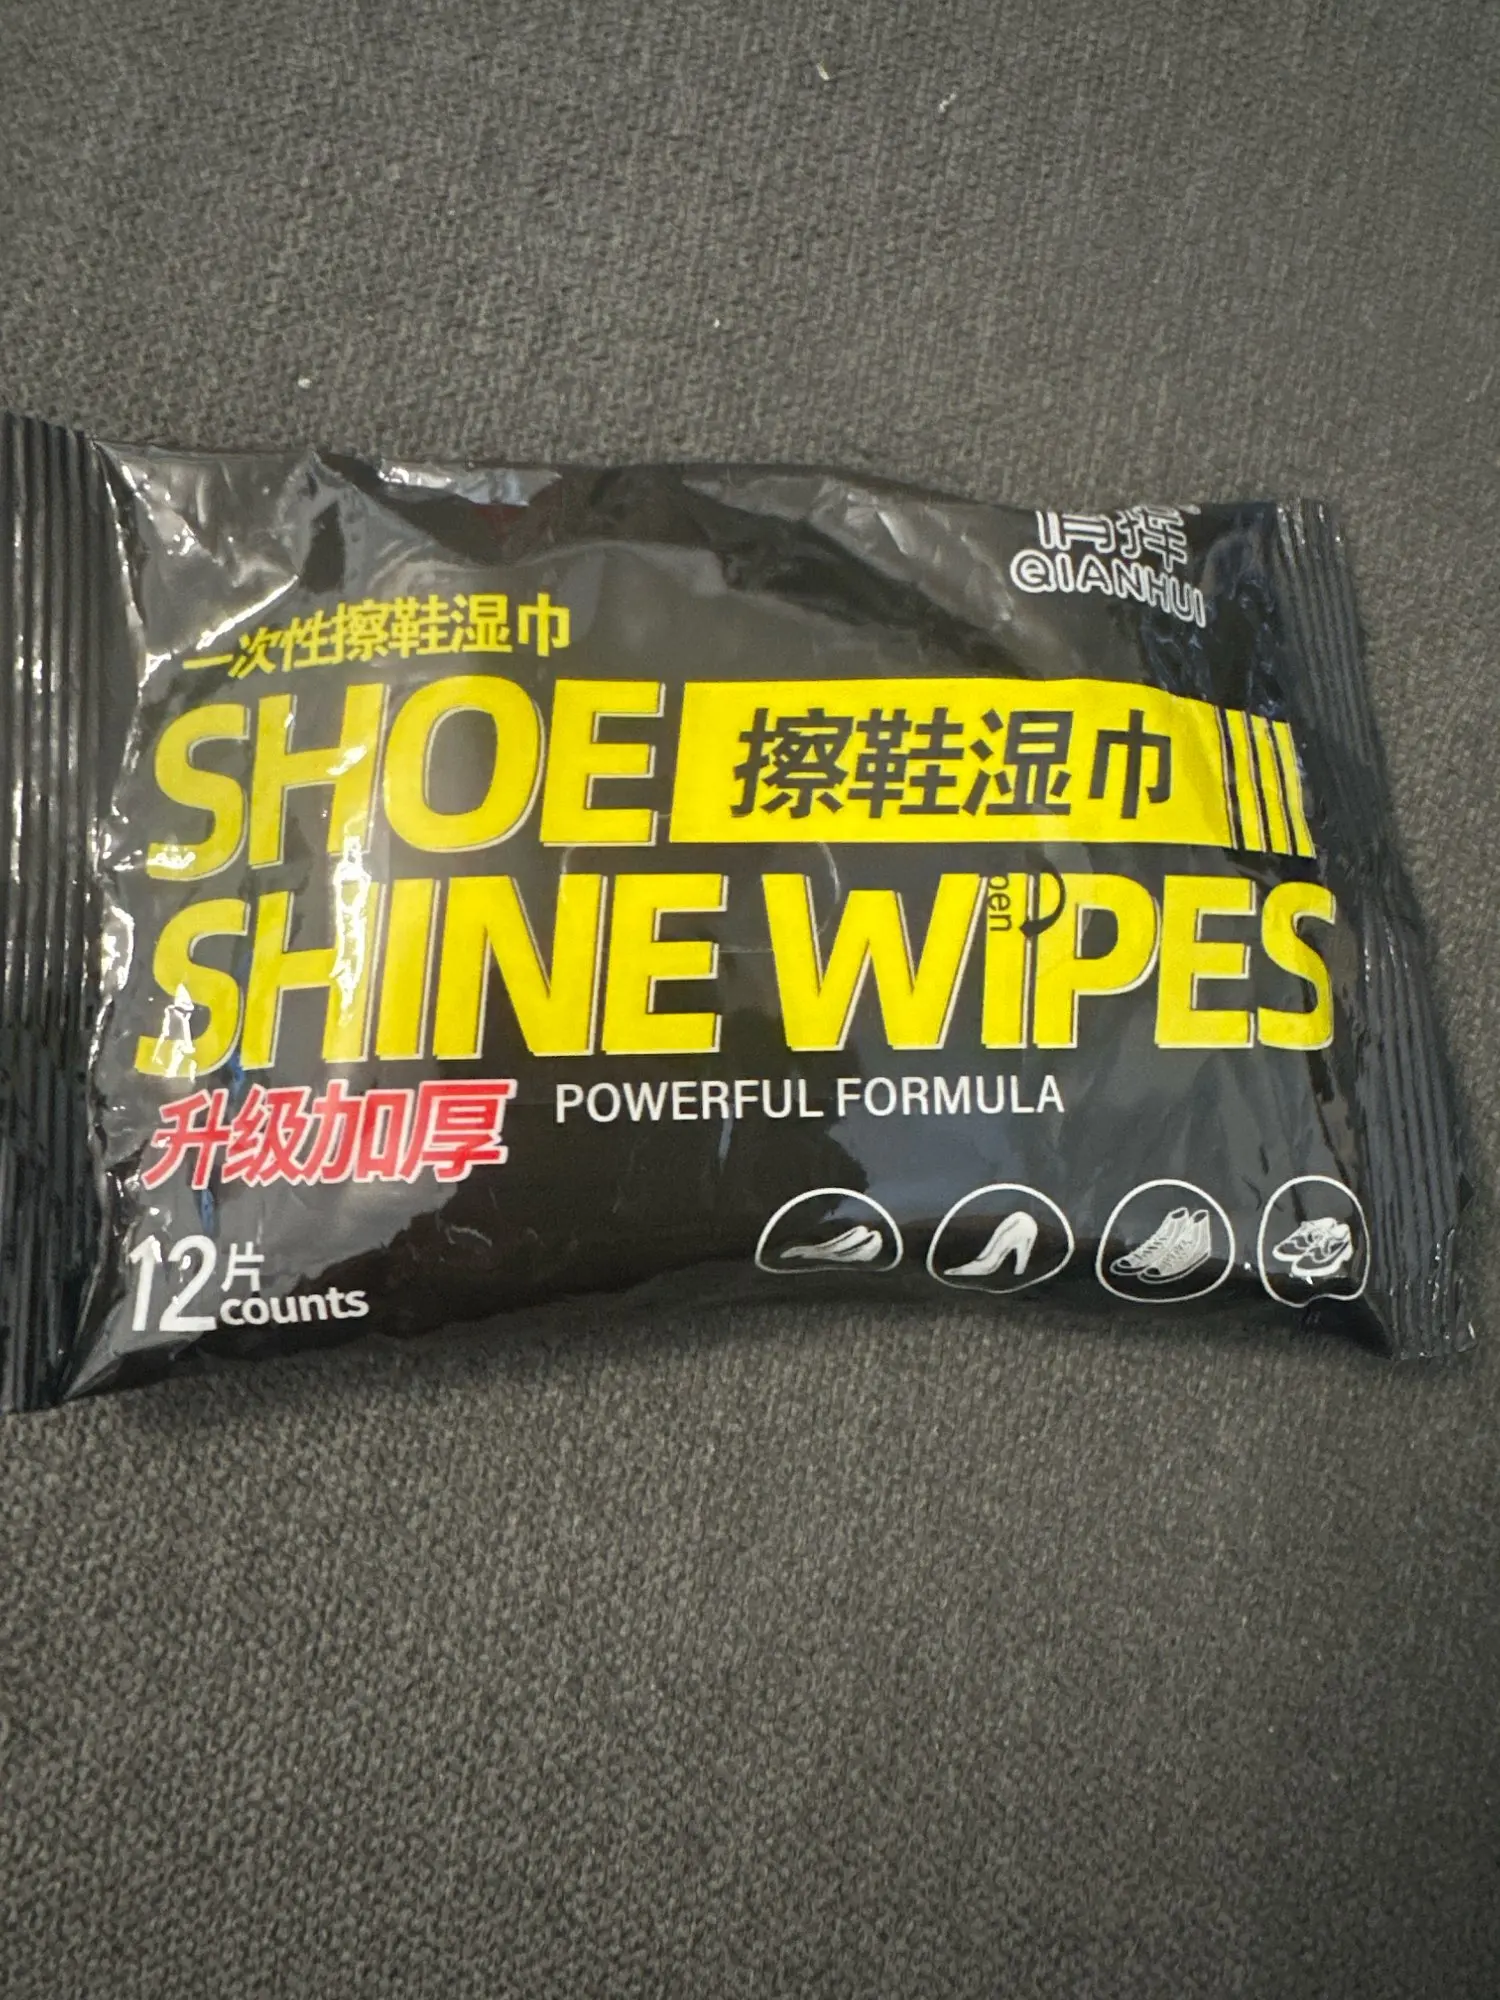 QIANHUI
一次性擦鞋湿巾
SHOE 擦鞋湿巾
SHINE WIPES
升级加厚 POWERFUL FORMULA
12片
counts